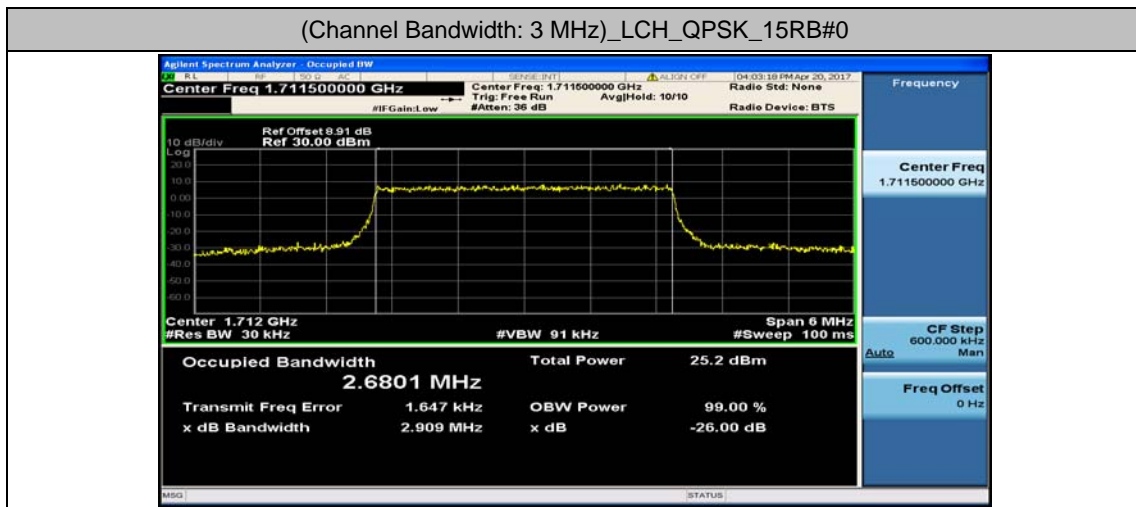 (Channel Bandwidth: 3 MHz)_LCH_QPSK_15RB#0
Agilent Spectrum Analyzer - Occupied BW
RL RF 50 Ω AC SENSE:INT ALIGN OFF 04:03:18 PM Apr 20, 2017
Center Freq 1.711500000 GHz
Center Freq: 1.711500000 GHz
Radio Std: None
Trig: Free Run Avg|Hold: 10/10
#IFGain:Low #Atten: 36 dB Radio Device: BTS
Ref Offset 8.91 dB
10 dB/div Ref 30.00 dBm
Log
20.0
10.0
0.00
-10.0
-20.0
-30.0
-40.0
-50.0
-60.0
Center 1.712 GHz Span 6 MHz
#Res BW 30 kHz #VBW 91 kHz #Sweep 100 ms
Occupied Bandwidth Total Power 25.2 dBm
2.6801 MHz
Transmit Freq Error 1.647 kHz OBW Power 99.00 %
x dB Bandwidth 2.909 MHz x dB -26.00 dB
Frequency
Center Freq
1.711500000 GHz
CF Step
600.000 kHz
Auto Man
Freq Offset
0 Hz
MSG STATUS